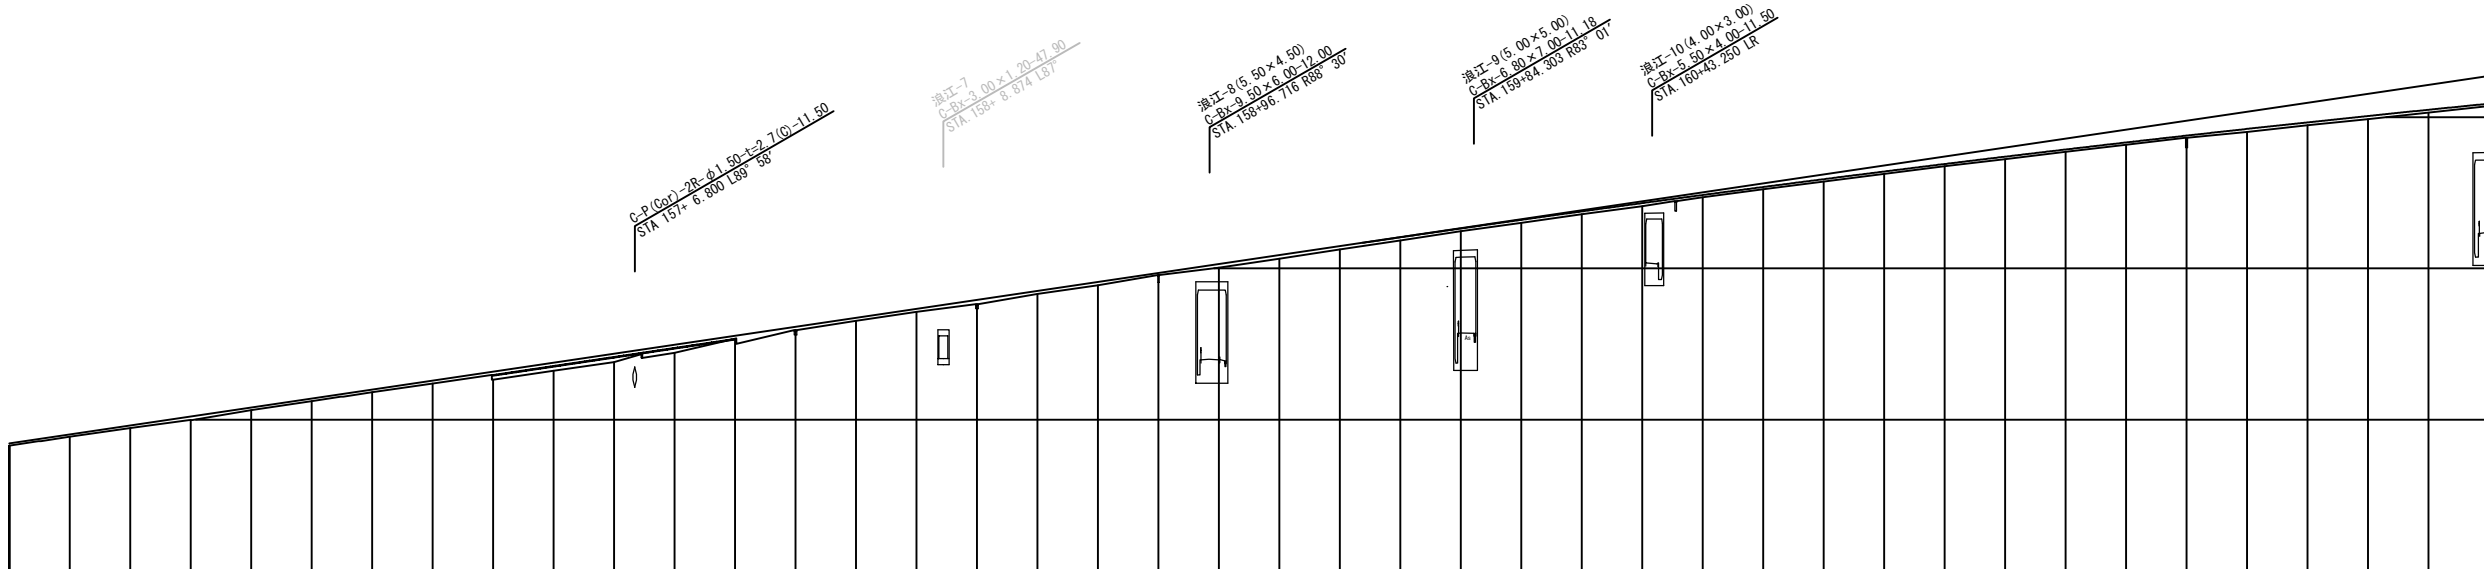 C-P(Cor)-2R-φ1.50-t=2.7(C)-11.50
STA 157+ 6.800 L89° 58′
浪江-7
C-Bx-3.00×1.20-47.90
STA.158+ 8.874 L87°
浪江-8(5.50×4.50)
C-Bx-9.50×6.00-12.00
STA.158+96.716 R88° 30′
浪江-9(5.00×5.00)
C-Bx-6.80×7.00-11.18
STA.159+84.303 R83° 01′
浪江-10(4.00×3.00)
C-Bx-5.50×4.00-11.50
STA.160+43.250 LR